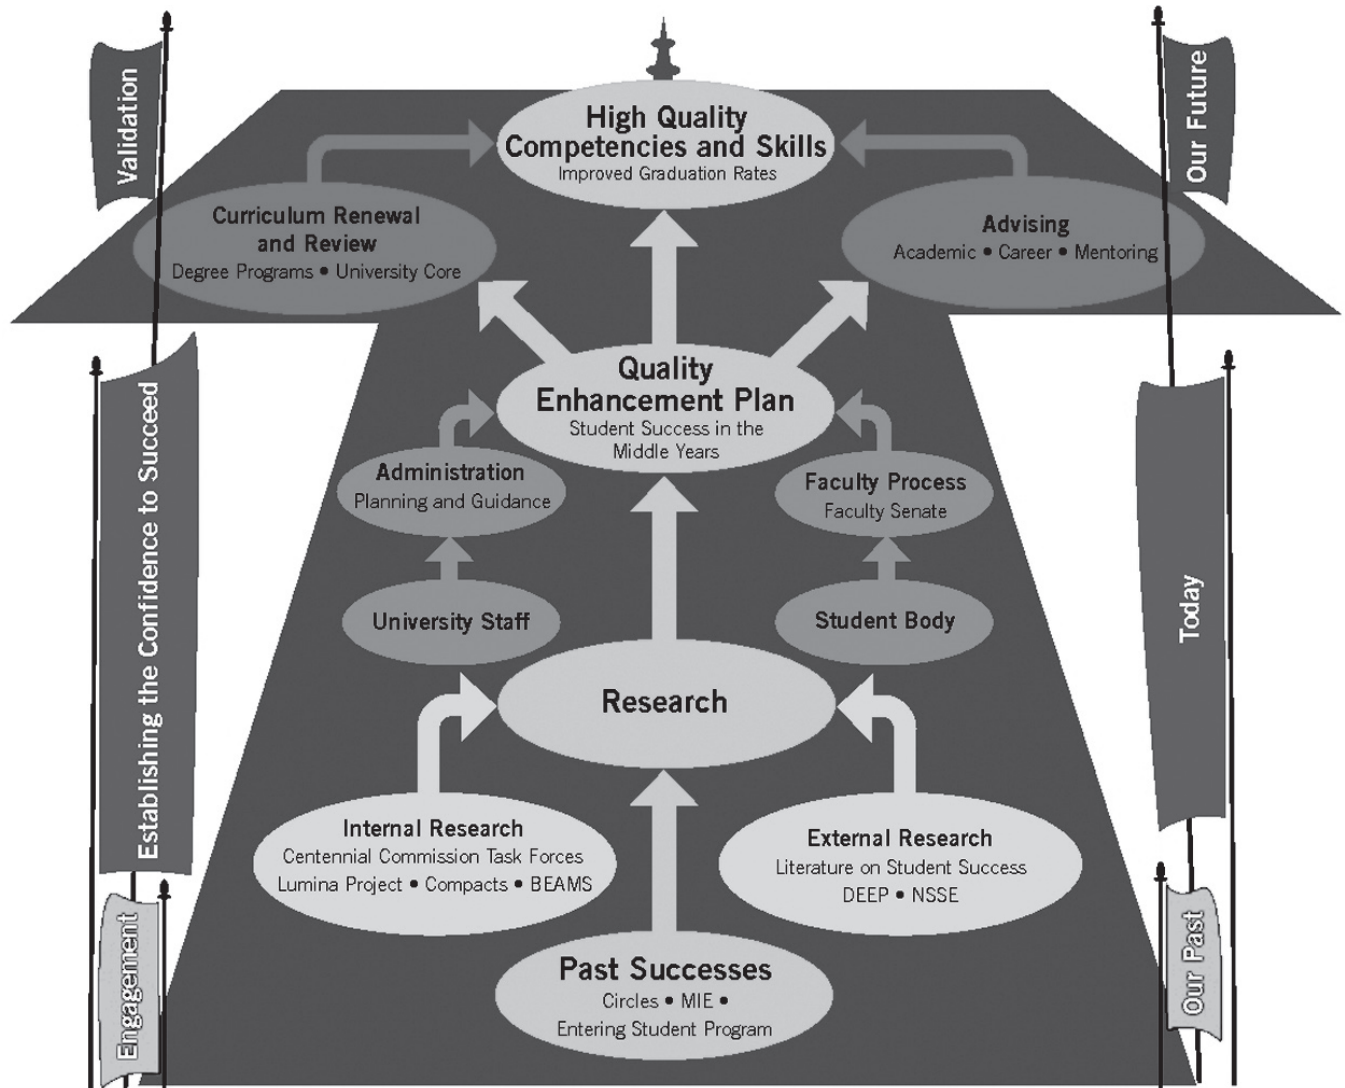 Validation
Our Future
High Quality
Competencies and Skills
Improved Graduation Rates
Curriculum Renewal
and Review
Degree Programs • University Core
Advising
Academic • Career • Mentoring
Quality
Enhancement Plan
Student Success in the
Middle Years
Administration
Planning and Guidance
Faculty Process
Faculty Senate
University Staff
Student Body
Establishing the Confidence to Succeed
Today
Research
Internal Research
Centennial Commission Task Forces
Lumina Project • Compacts • BEAMS
External Research
Literature on Student Success
DEEP • NSSE
Past Successes
Circles • MIE •
Entering Student Program
Engagement
Our Past